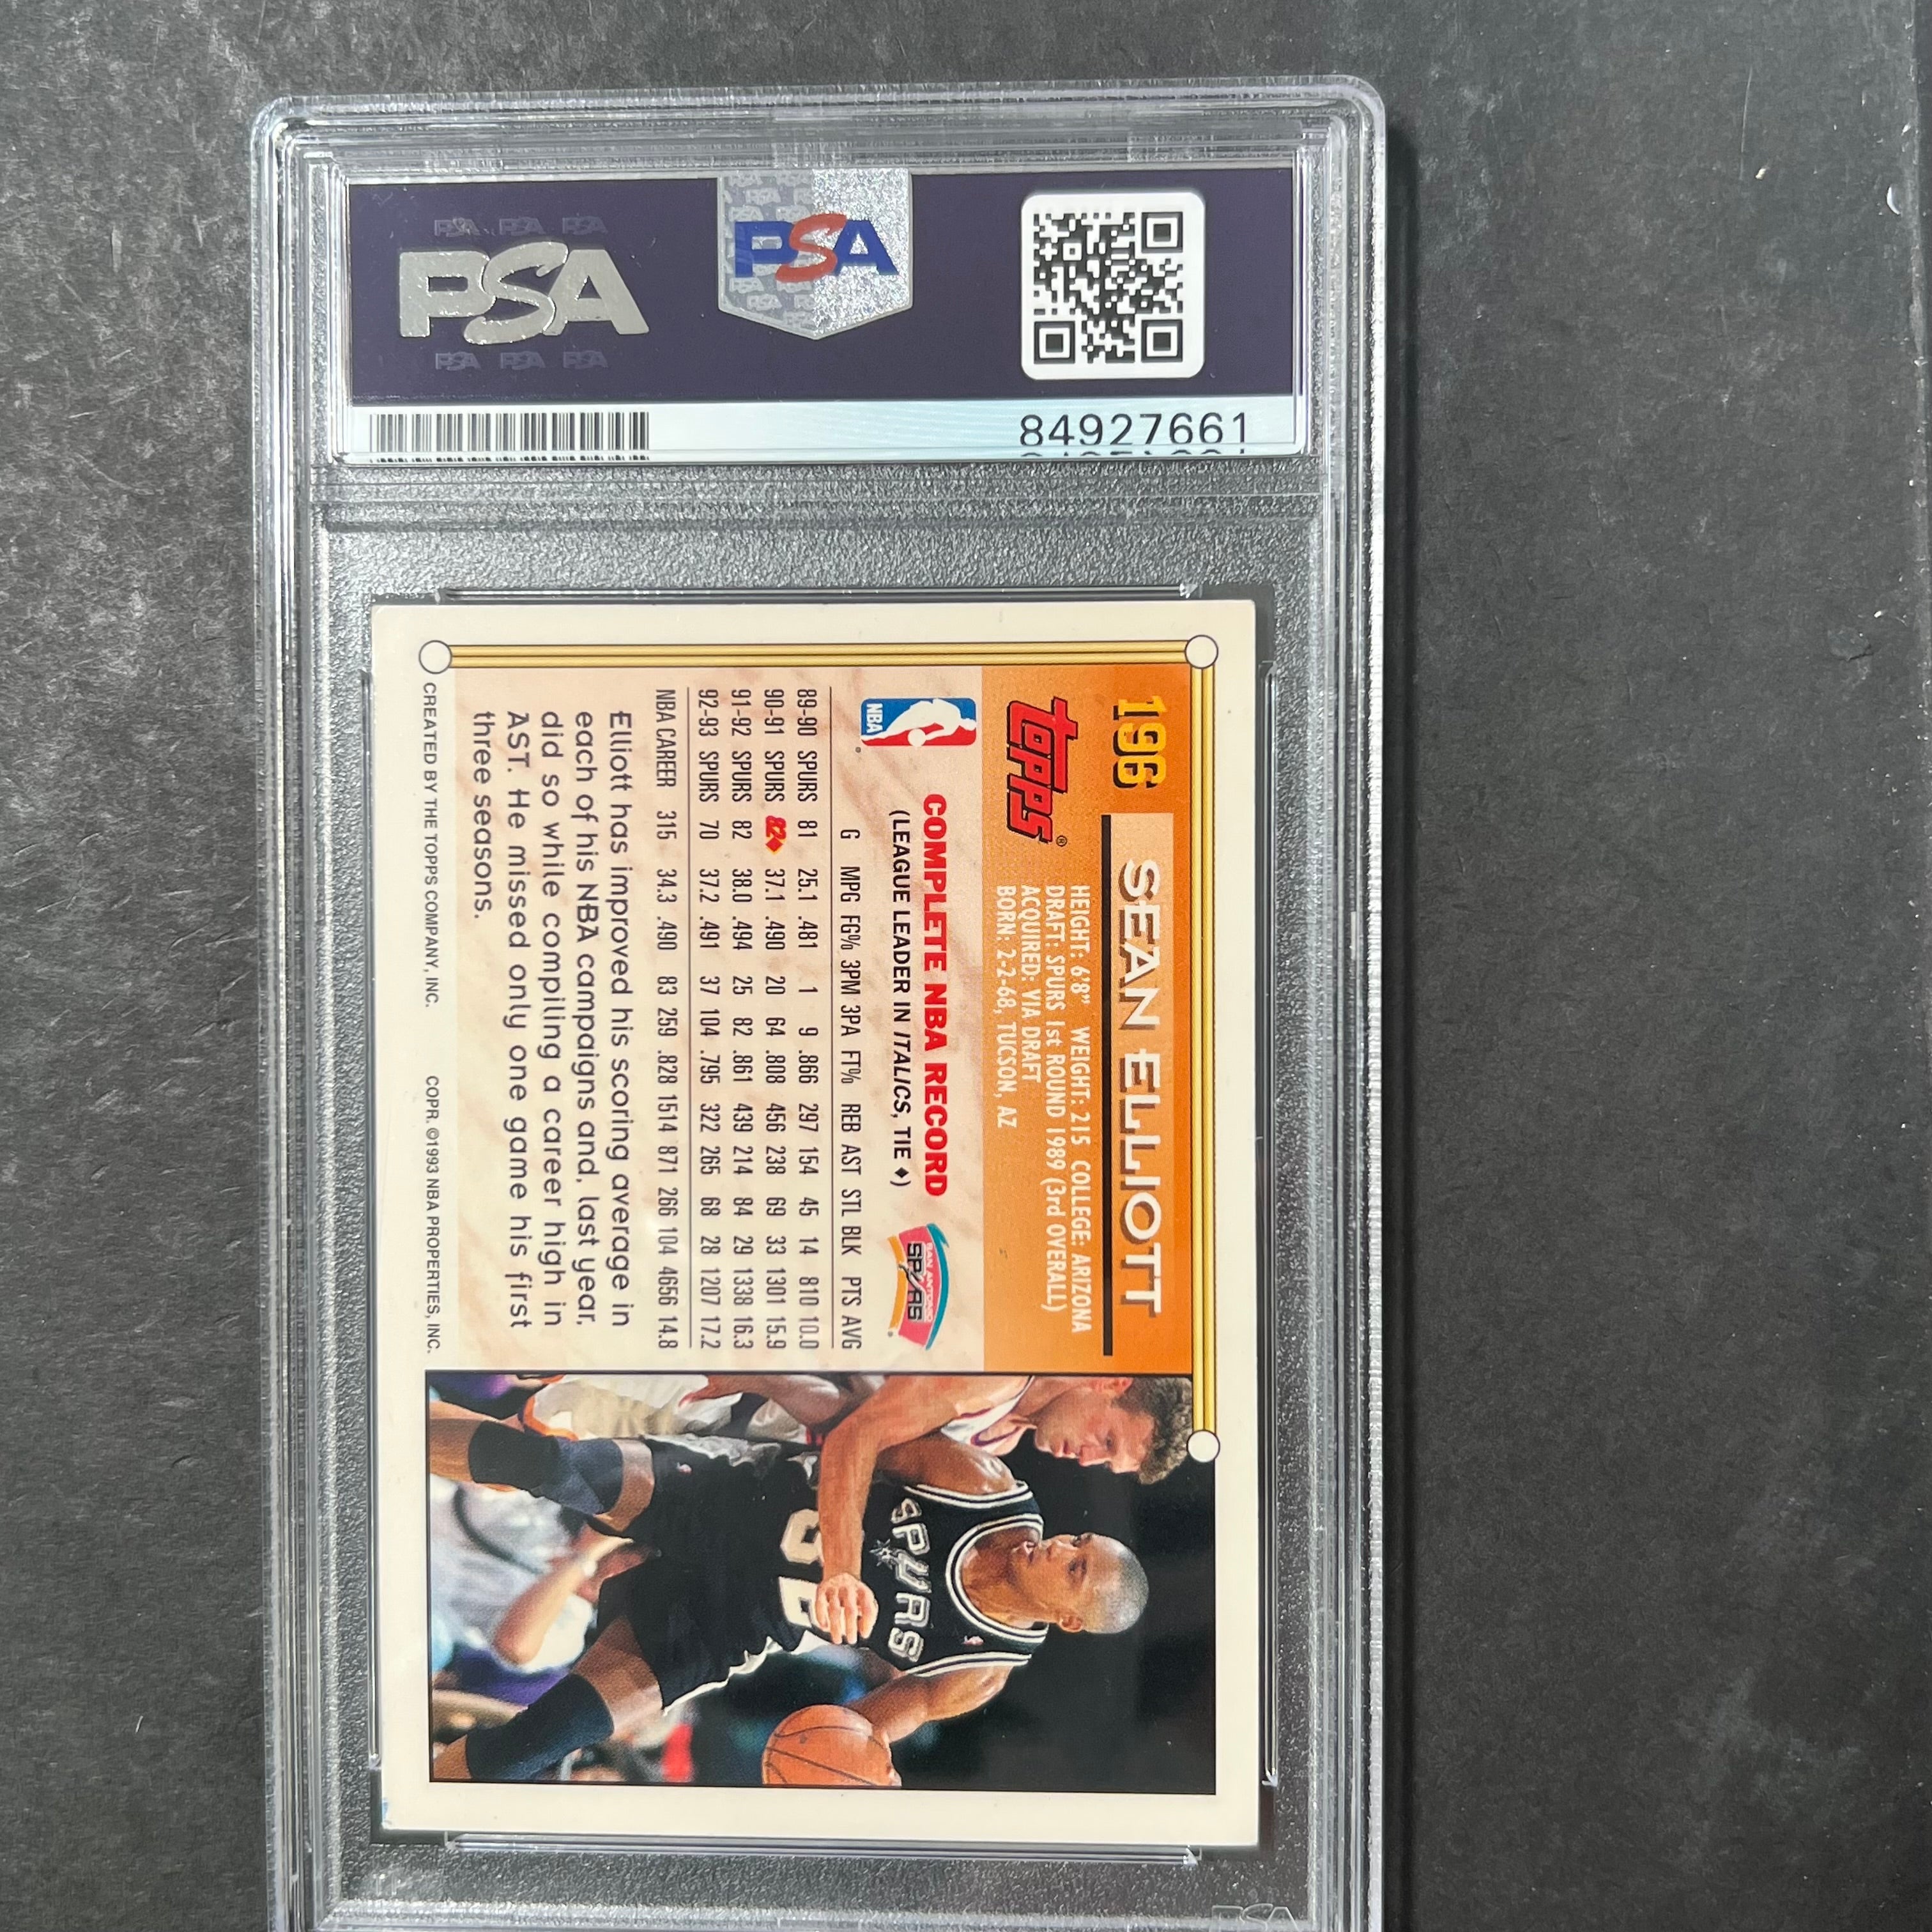 PSA PSA PSA
PSA
PSA PSA PSA
PSA
84927661
196 SEAN ELLIOTT
TOPPS®
HEIGHT: 6'8" WEIGHT: 215 COLLEGE: ARIZONA
DRAFT: SPURS 1st ROUND 1989 (3rd OVERALL)
ACQUIRED: VIA DRAFT
BORN: 2-2-68, TUCSON, AZ
NBA
COMPLETE NBA RECORD
(LEAGUE LEADER IN ITALICS, TIE ♦)
SAN ANTONIO
SPURS
G MPG FG% 3PM 3PA FT% REB AST STL BLK PTS AVG
89-90 SPURS 81 25.1 .481 1 9 .866 297 154 45 14 810 10.0
90-91 SPURS 82♦ 37.1 .490 20 64 .808 456 238 69 33 1301 15.9
91-92 SPURS 82 38.0 .494 25 82 .861 439 214 84 29 1338 16.3
92-93 SPURS 70 37.2 .491 37 104 .795 322 265 68 28 1207 17.2
NBA CAREER 315 34.3 .490 83 259 .828 1514 871 266 104 4656 14.8
Elliott has improved his scoring average in
each of his NBA campaigns and, last year,
did so while compiling a career high in
AST. He missed only one game his first
three seasons.
CREATED BY THE TOPPS COMPANY, INC. COPR. ©1993 NBA PROPERTIES, INC.
SPURS
PSA